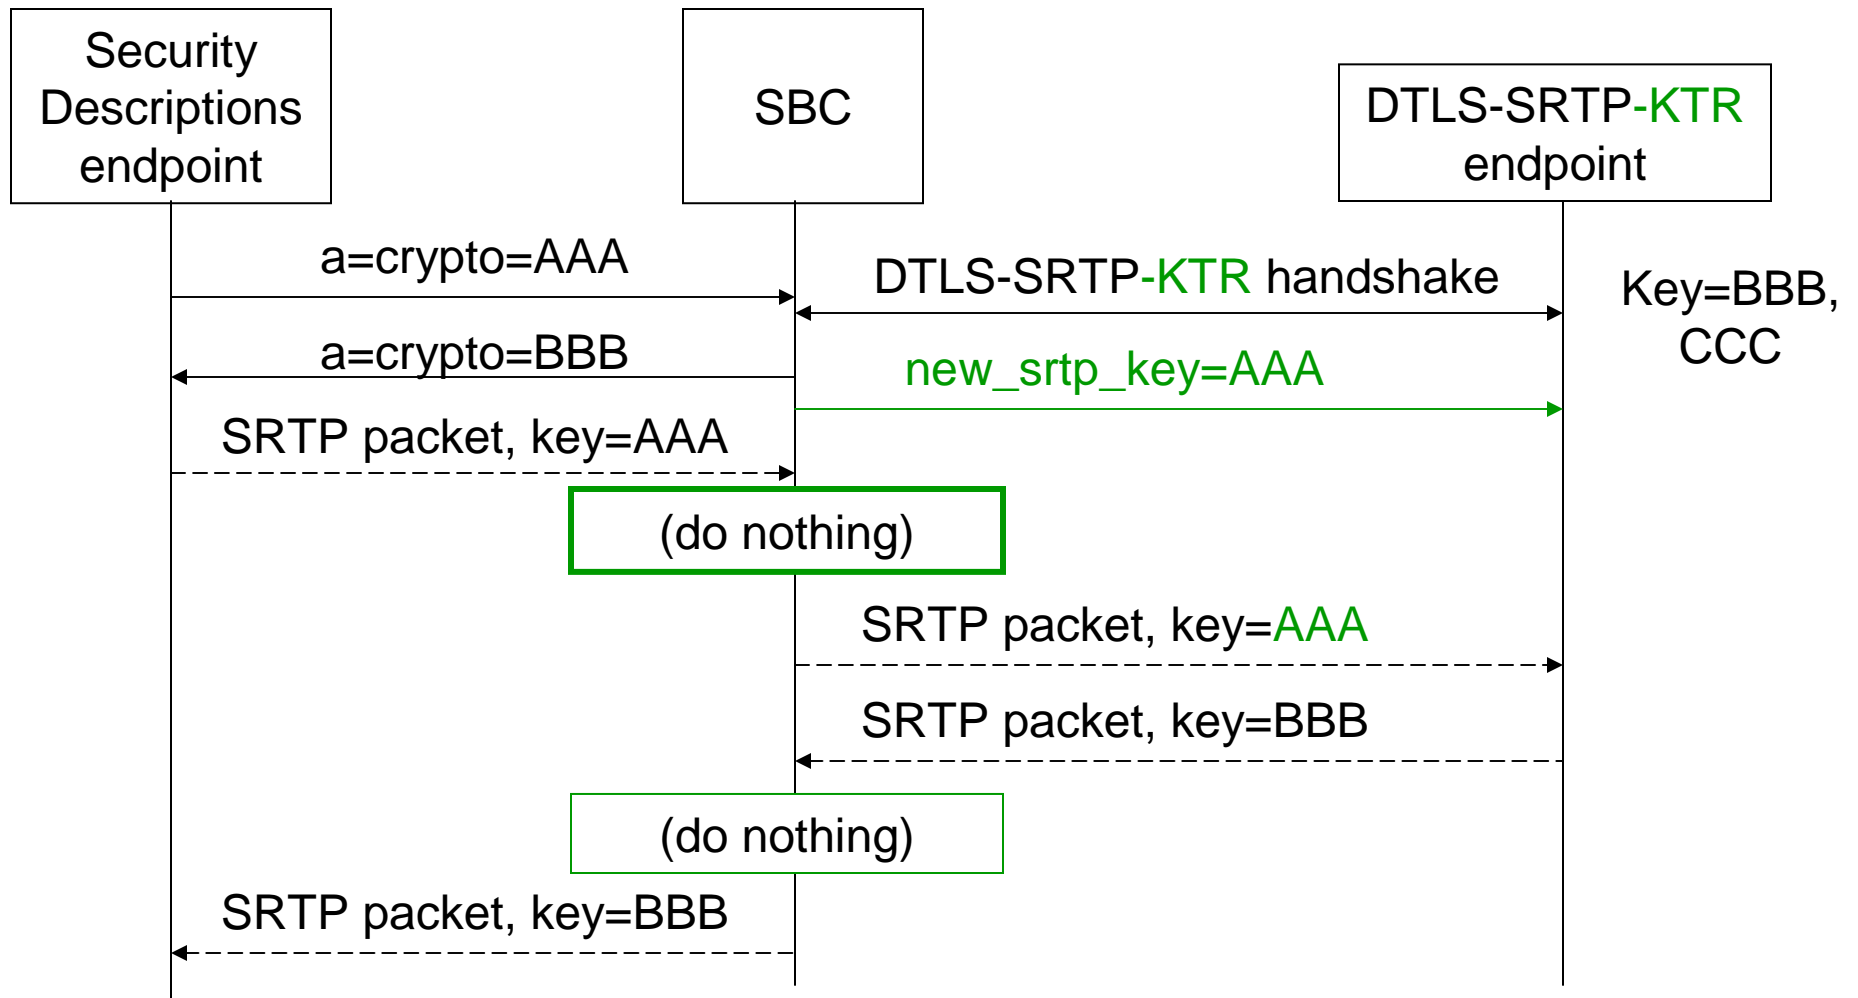 Security
Descriptions
endpoint
SBC
DTLS-SRTP-KTR
endpoint
a=crypto=AAA
DTLS-SRTP-KTR handshake
Key=BBB,
CCC
a=crypto=BBB
new_srtp_key=AAA
SRTP packet, key=AAA
(do nothing)
SRTP packet, key=AAA
SRTP packet, key=BBB
(do nothing)
SRTP packet, key=BBB